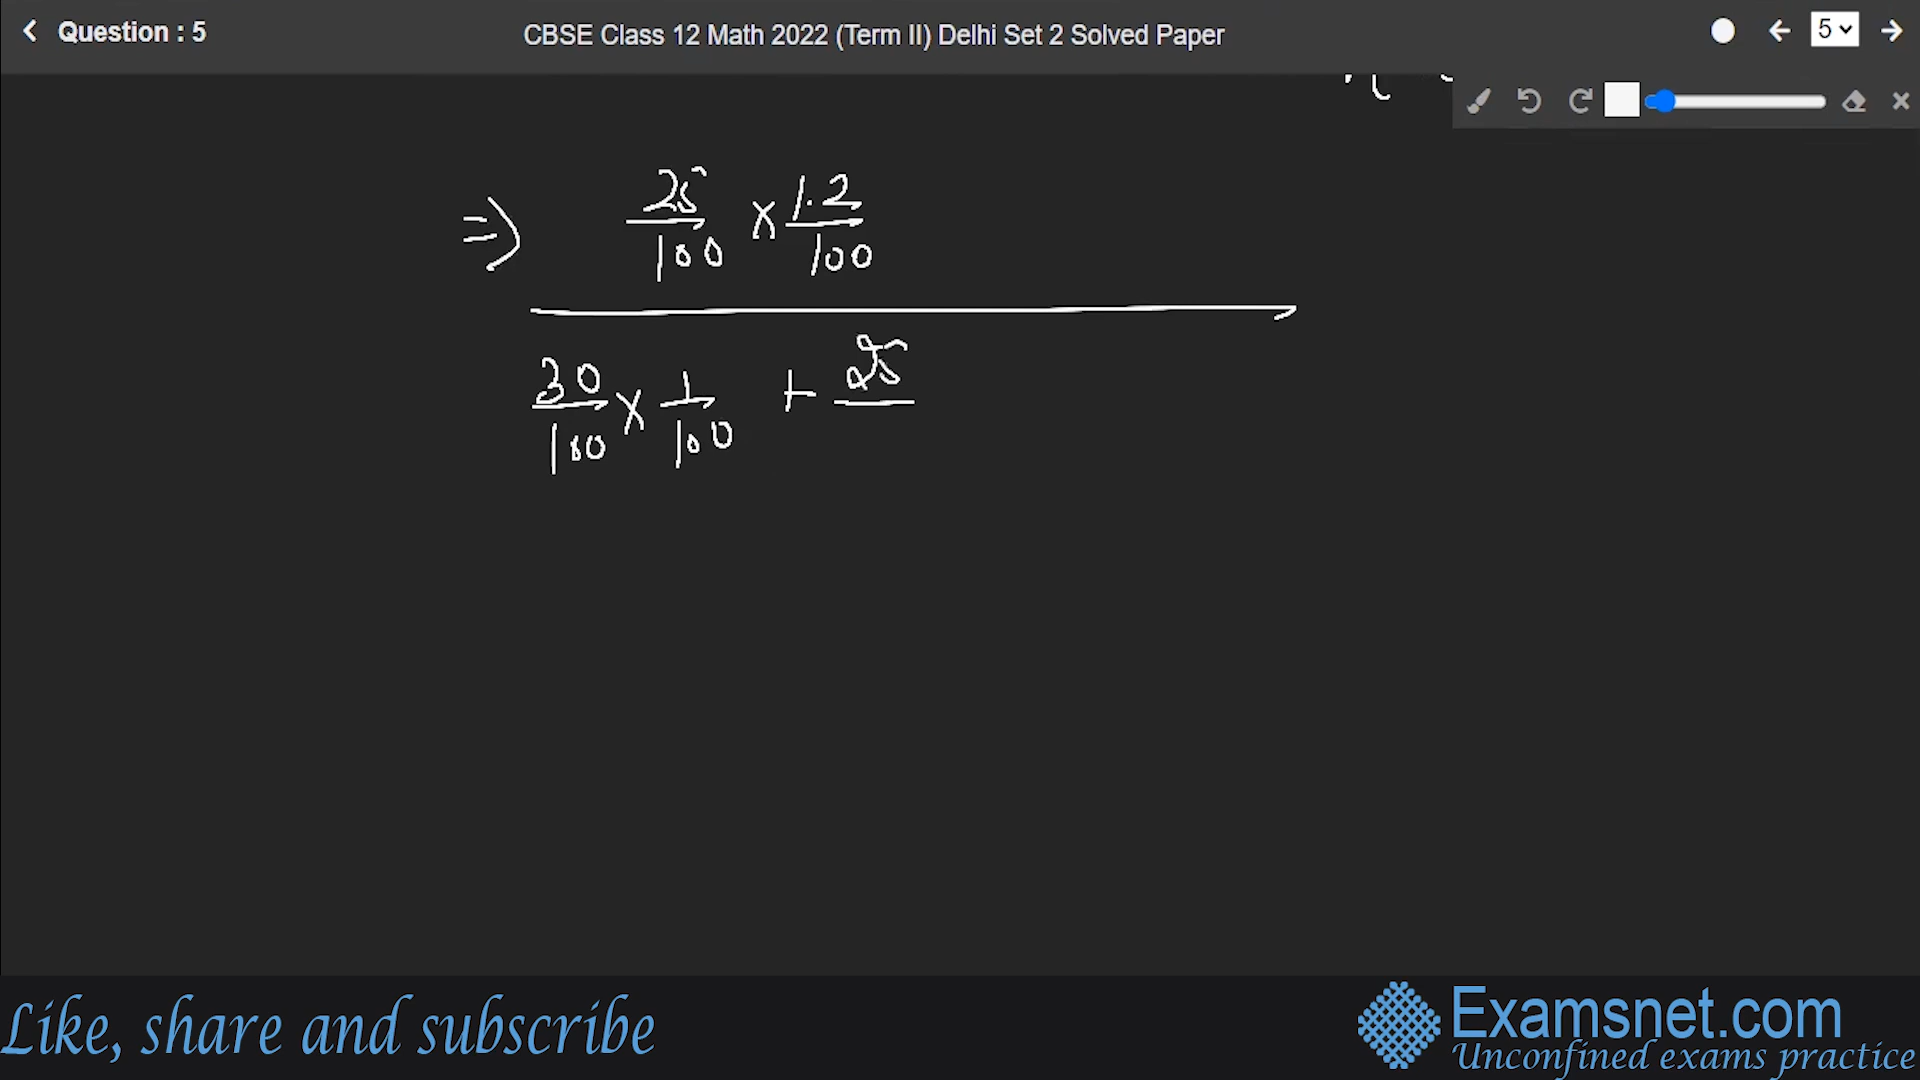 Question : 5
CBSE Class 12 Math 2022 (Term II) Delhi Set 2 Solved Paper
5
⇒ 25/100 × 1.2/100
30/100 × 1/100 + 25
Like, share and subscribe
Examsnet.com
Unconfined exams practice